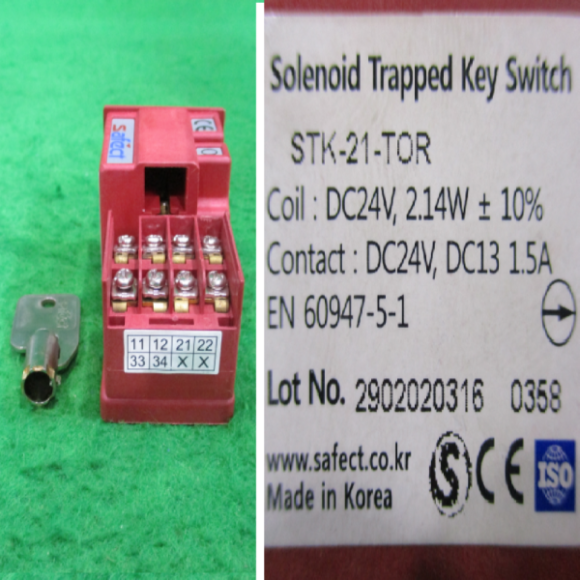 safect
CE
11 12 21 22
33 34 X X
Solenoid Trapped Key Switch
STK-21-TOR
Coil : DC24V, 2.14W ± 10%
Contact : DC24V, DC13 1.5A
EN 60947-5-1
Lot No. 2902020316 0358
www.safect.co.kr
Made in Korea
S CE ISO